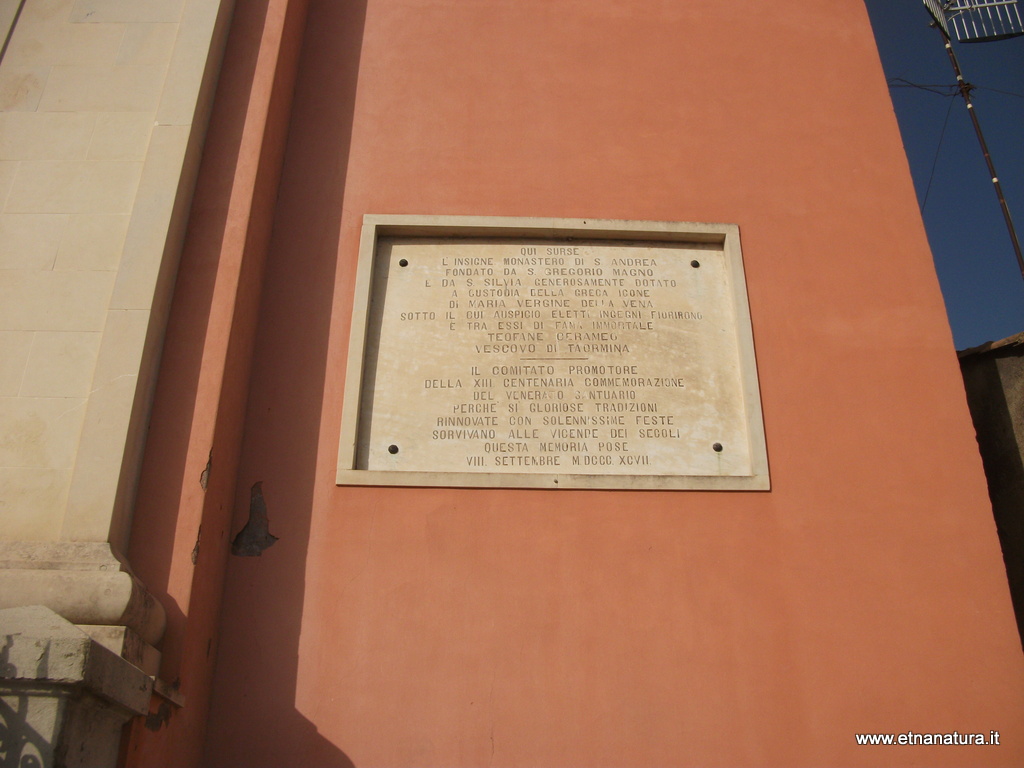 QUI SURSE
L'INSIGNE MONASTERO DI S. ANDREA
FONDATO DA S. GREGORIO MAGNO
E DA S. SILVIA GENEROSAMENTE DOTATO
A CUSTODIA DELLA GRECA ICONE
DI MARIA VERGINE DELLA VENA
SOTTO IL CUI AUSPICIO ELETTI INGEGNI FIORIRONO
E TRA ESSI DI FAMA IMMORTALE
TEOFANE CERAMEO
VESCOVO DI TAORMINA
IL COMITATO PROMOTORE
DELLA XIII CENTENARIA COMMEMORAZIONE
DEL VENERATO SANTUARIO
PERCHÈ SI GLORIOSE TRADIZIONI
RINNOVATE CON SOLENNISSIME FESTE
SORVIVANO ALLE VICENDE DEI SECOLI
QUESTA MEMORIA POSE
VIII. SETTEMBRE M.DCCC.XCVII
www.etnanatura.it